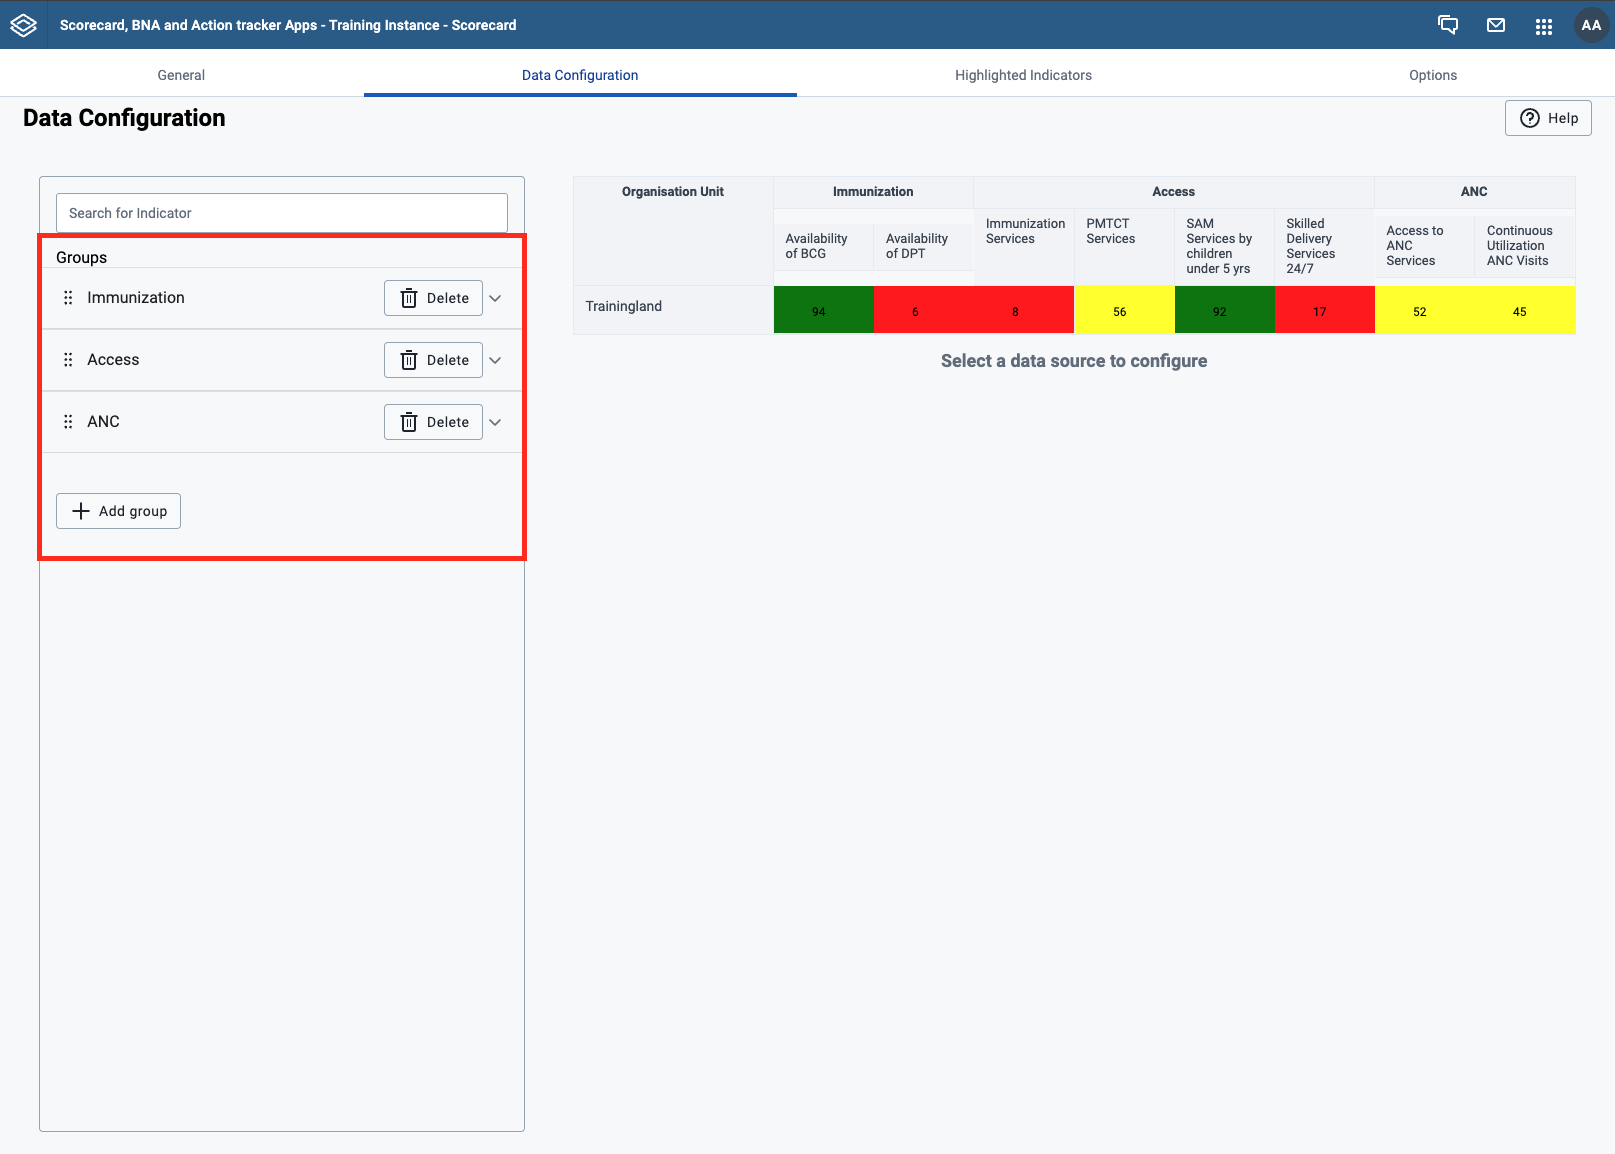 Scorecard, BNA and Action tracker Apps - Training Instance - Scorecard
AA
General
Data Configuration
Highlighted Indicators
Options
Data Configuration
Help
Search for Indicator
Groups
Immunization
Delete
Access
Delete
ANC
Delete
Add group
Organisation Unit
Immunization
Access
ANC
Availability
of BCG
Availability
of DPT
Immunization
Services
PMTCT
Services
SAM
Services by
children
under 5 yrs
Skilled
Delivery
Services
24/7
Access to
ANC
Services
Continuous
Utilization
ANC Visits
Trainingland
94
6
8
56
92
17
52
45
Select a data source to configure